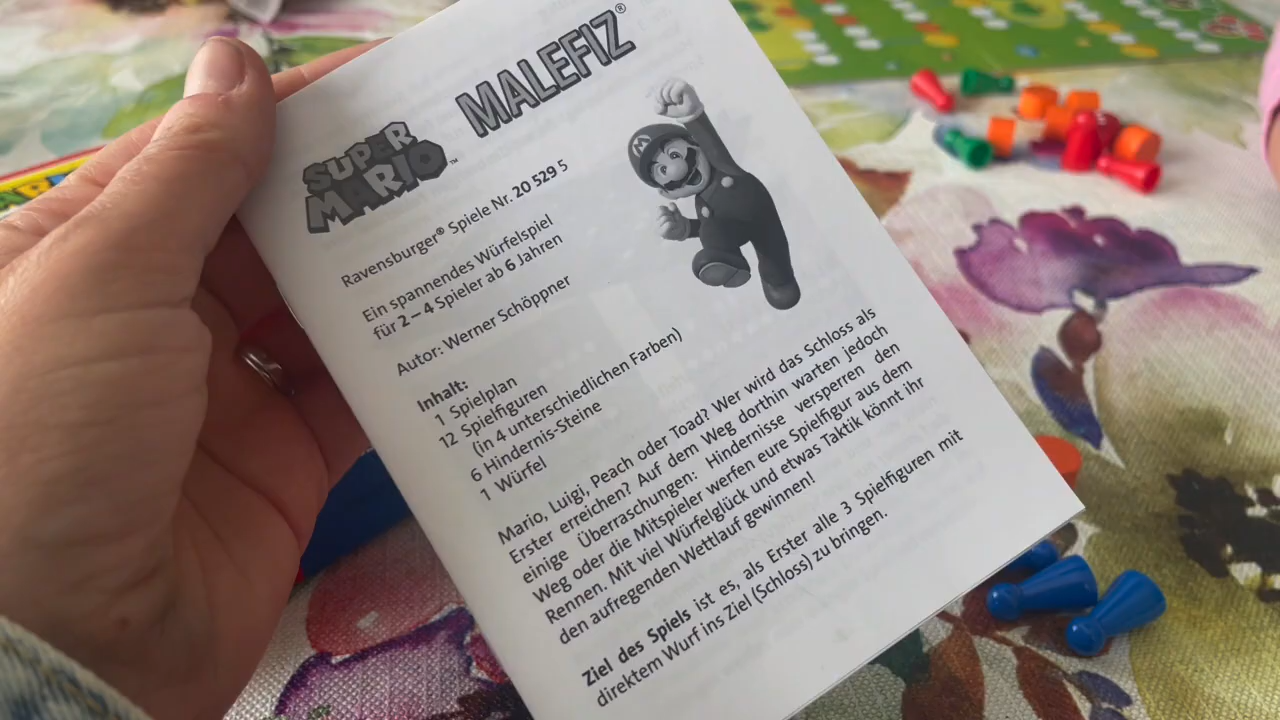 SUPER MARIO™
MALEFIZ®
Ravensburger® Spiele Nr. 20 529 5
Ein spannendes Würfelspiel
für 2 – 4 Spieler ab 6 Jahren
Autor: Werner Schöppner
Inhalt:
1 Spielplan
12 Spielfiguren
(in 4 unterschiedlichen Farben)
6 Hindernis-Steine
1 Würfel
Mario, Luigi, Peach oder Toad? Wer wird das Schloss als
Erster erreichen? Auf dem Weg dorthin warten jedoch
einige Überraschungen: Hindernisse versperren den
Weg oder die Mitspieler werfen eure Spielfigur aus dem
Rennen. Mit viel Würfelglück und etwas Taktik könnt ihr
den aufregenden Wettlauf gewinnen!
Ziel des Spiels ist es, als Erster alle 3 Spielfiguren mit
direktem Wurf ins Ziel (Schloss) zu bringen.
M